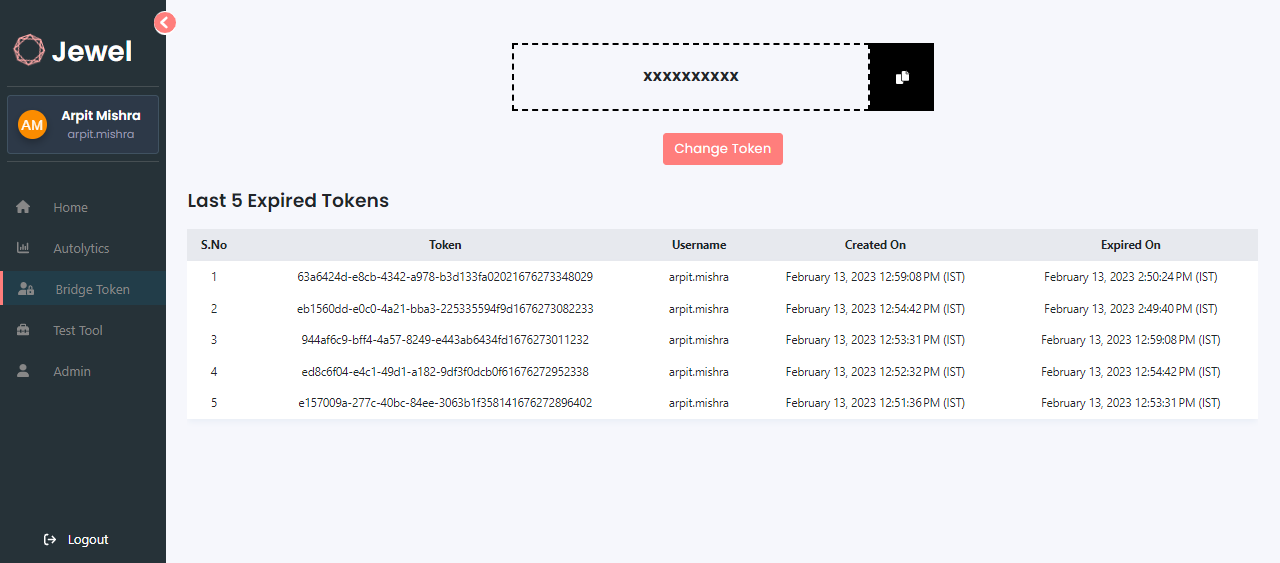 Jewel
AM
Arpit Mishra
arpit.mishra
Home
Autolytics
Bridge Token
Test Tool
Admin
Logout
xxxxxxxxxx
Change Token
Last 5 Expired Tokens
S.No Token Username Created On Expired On
1 63a6424d-e8cb-4342-a978-b3d133fa02021676273348029 arpit.mishra February 13, 2023 12:59:08 PM (IST) February 13, 2023 2:50:24 PM (IST)
2 eb1560dd-e0c0-4a21-bba3-225335594f9d1676273082233 arpit.mishra February 13, 2023 12:54:42 PM (IST) February 13, 2023 2:49:40 PM (IST)
3 944af6c9-bff4-4a57-8249-e443ab6434fd1676273011232 arpit.mishra February 13, 2023 12:53:31 PM (IST) February 13, 2023 12:59:08 PM (IST)
4 ed8c6f04-e4c1-49d1-a182-9df3f0dcb0f61676272952338 arpit.mishra February 13, 2023 12:52:32 PM (IST) February 13, 2023 12:54:42 PM (IST)
5 e157009a-277c-40bc-84ee-3063b1f358141676272896402 arpit.mishra February 13, 2023 12:51:36 PM (IST) February 13, 2023 12:53:31 PM (IST)